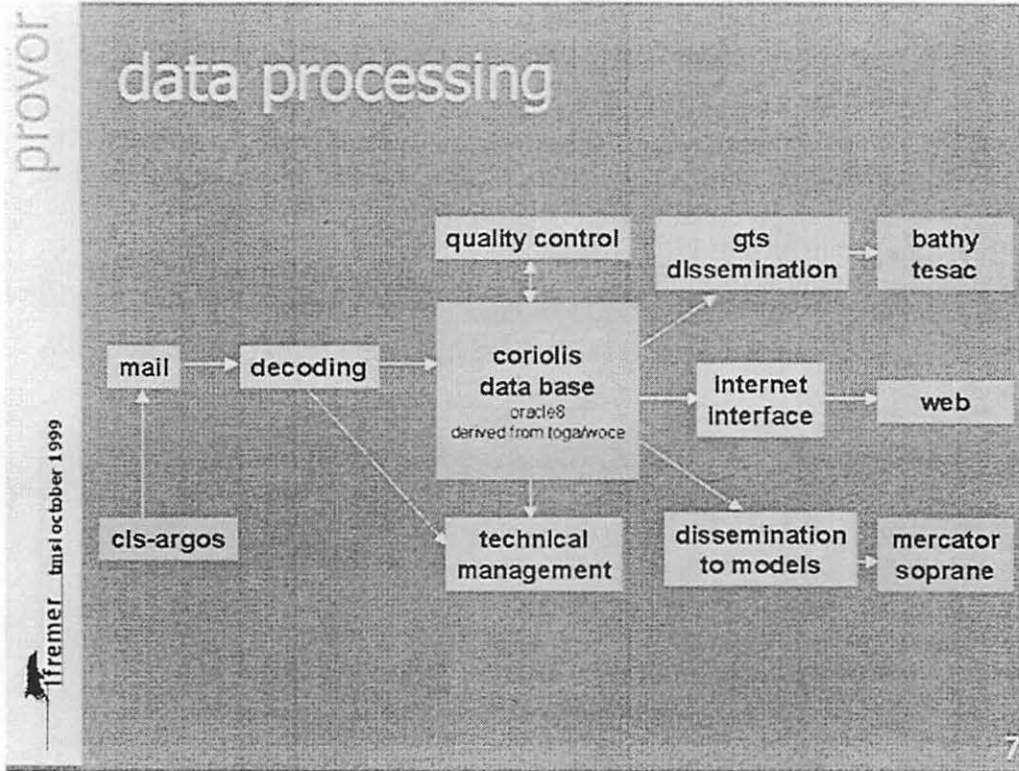 provor
data processing
quality control
gts
dissemination
bathy
tesac
mail
decoding
coriolis
data base
oracle8
derived from toga/woce
internet
interface
web
cls-argos
technical
management
dissemination
to models
mercator
soprane
Ifremer tmsi october 1999
7